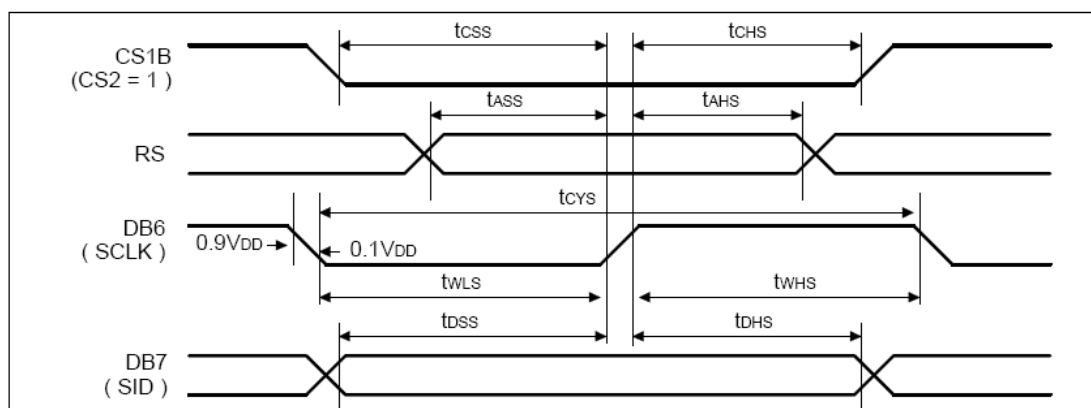 tCSS
tCHS
CS1B
(CS2 = 1 )
tASS
tAHS
RS
tCYS
DB6
( SCLK )
0.9VDD
0.1VDD
tWLS
tWHS
tDSS
tDHS
DB7
( SID )